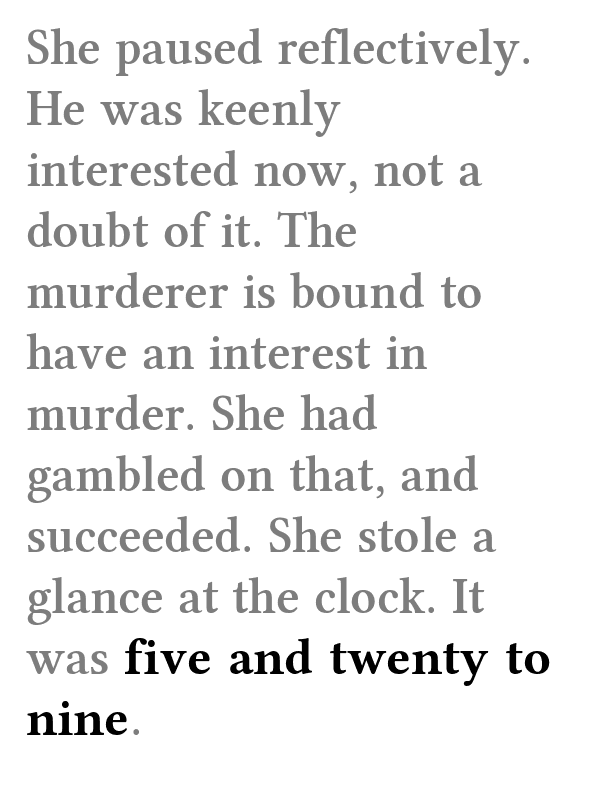 She paused reflectively.
He was keenly
interested now, not a
doubt of it. The
murderer is bound to
have an interest in
murder. She had
gambled on that, and
succeeded. She stole a
glance at the clock. It
was five and twenty to
nine.